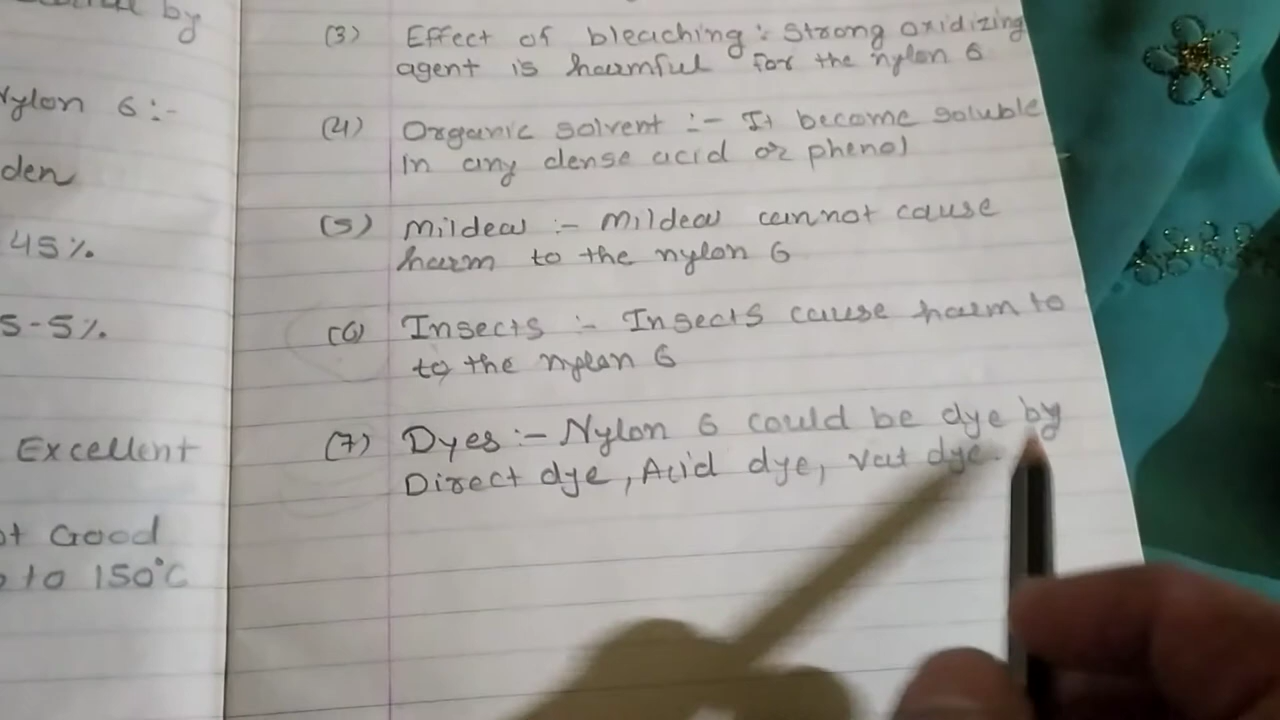 by
Nylon 6 :-
den
45%.
5-5%.
Excellent
Good
to 150°C
(3) Effect of bleaching : Strong oxidizing
agent is harmful for the nylon 6
(4) Organic solvent :- It become soluble
In any dense acid or phenol
(5) Mildew :- Mildew cannot cause
harm to the nylon 6
(6) Insects :- Insects cause harm to
to the nylon 6
(7) Dyes :- Nylon 6 could be dye by
Direct dye, Acid dye, Vat dye.